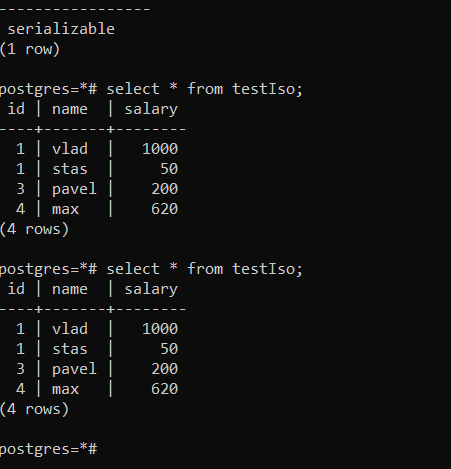 -----------------
 serializable
(1 row)

postgres=*# select * from testIso;
 id | name  | salary
----+-------+--------
  1 | vlad  |   1000
  1 | stas  |     50
  3 | pavel |    200
  4 | max   |    620
(4 rows)

postgres=*# select * from testIso;
 id | name  | salary
----+-------+--------
  1 | vlad  |   1000
  1 | stas  |     50
  3 | pavel |    200
  4 | max   |    620
(4 rows)

postgres=*#